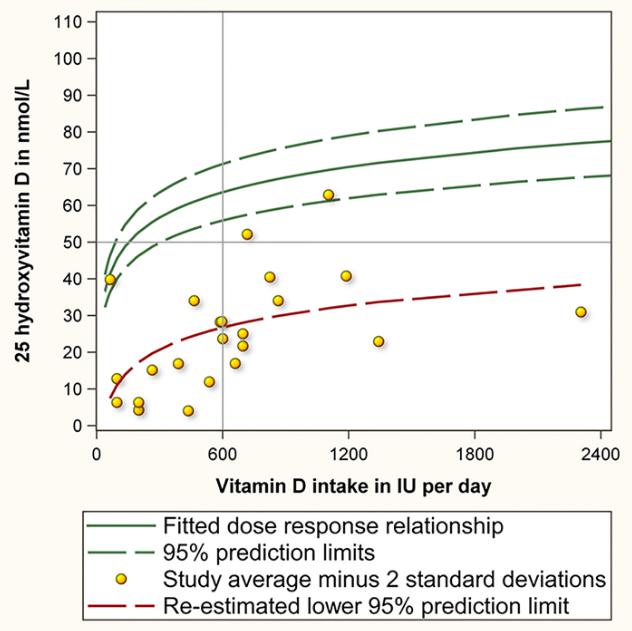 110
100
90
80
70
60
50
40
30
20
10
0
25 hydroxyvitamin D in nmol/L
0 600 1200 1800 2400
Vitamin D intake in IU per day
Fitted dose response relationship
95% prediction limits
Study average minus 2 standard deviations
Re-estimated lower 95% prediction limit